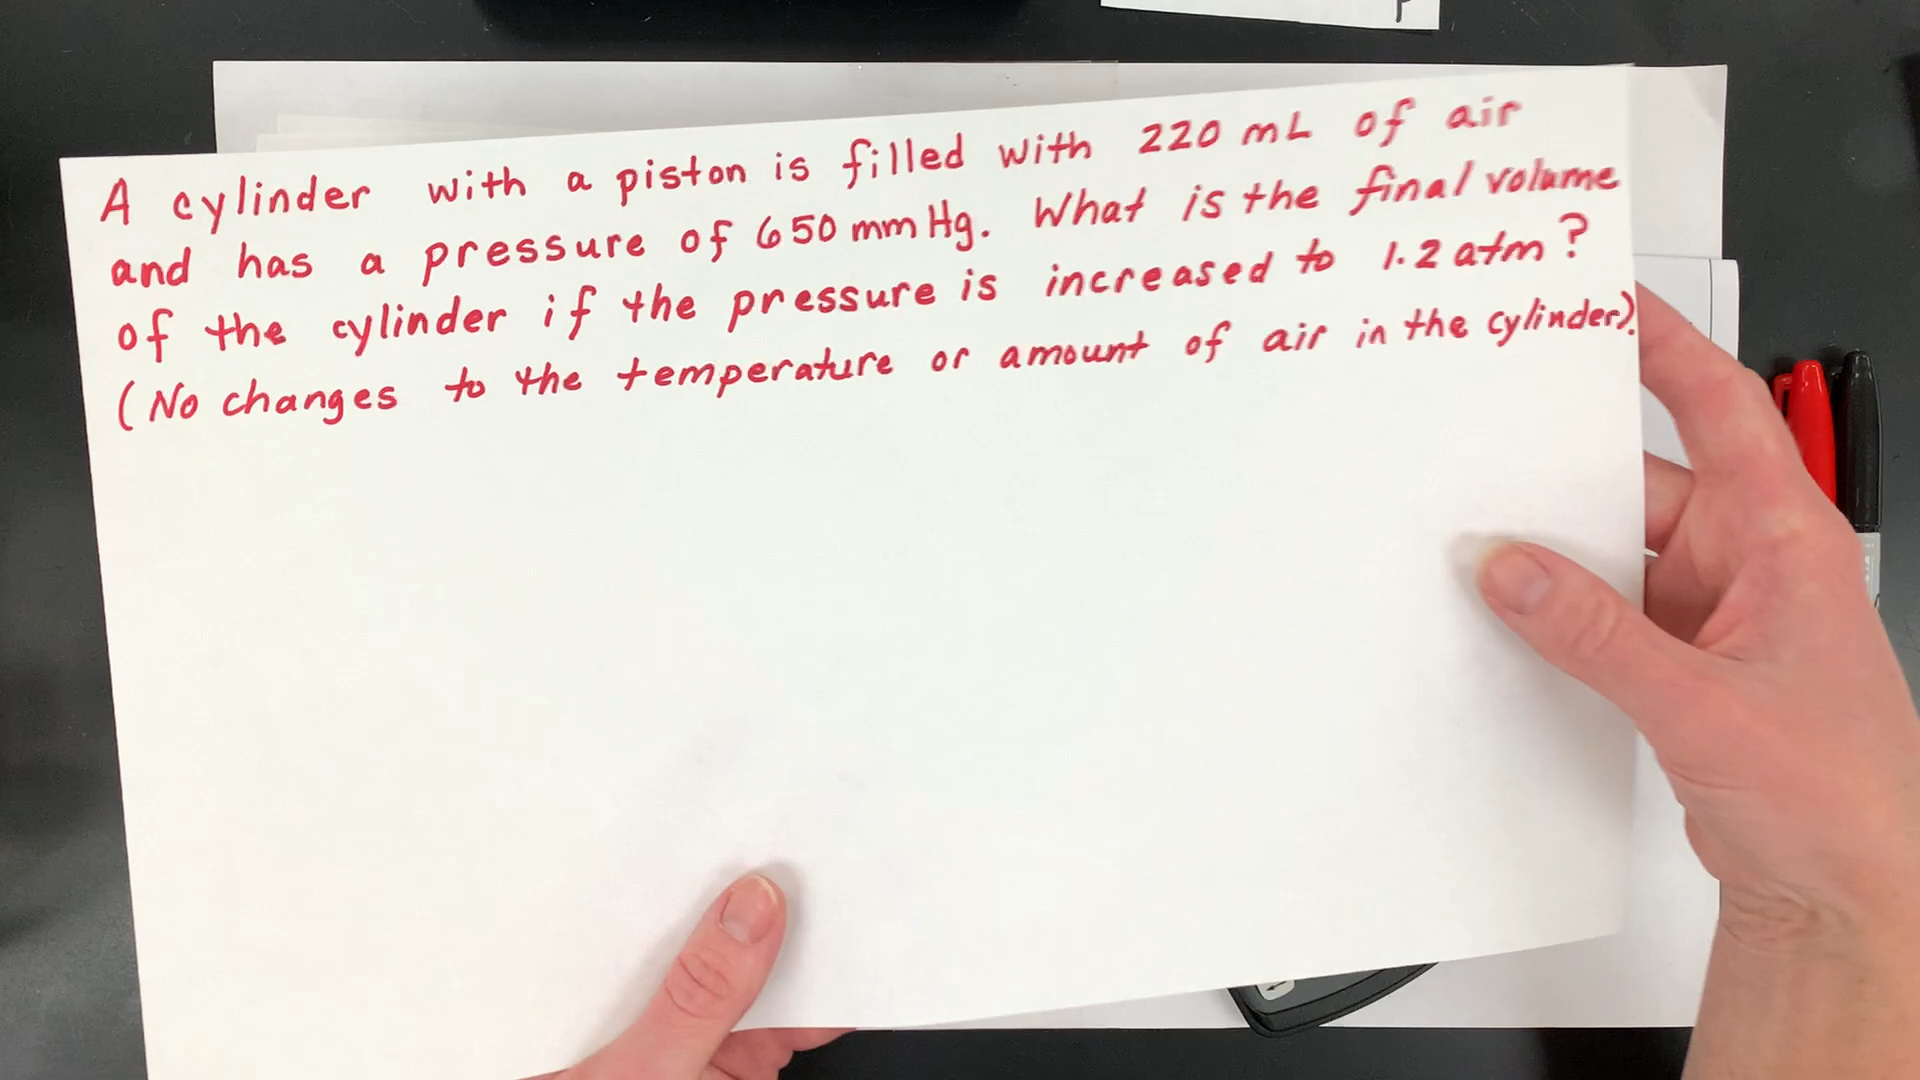 A cylinder with a piston is filled with 220 mL of air
and has a pressure of 650 mm Hg. What is the final volume
of the cylinder if the pressure is increased to 1.2 atm?
(No changes to the temperature or amount of air in the cylinder).